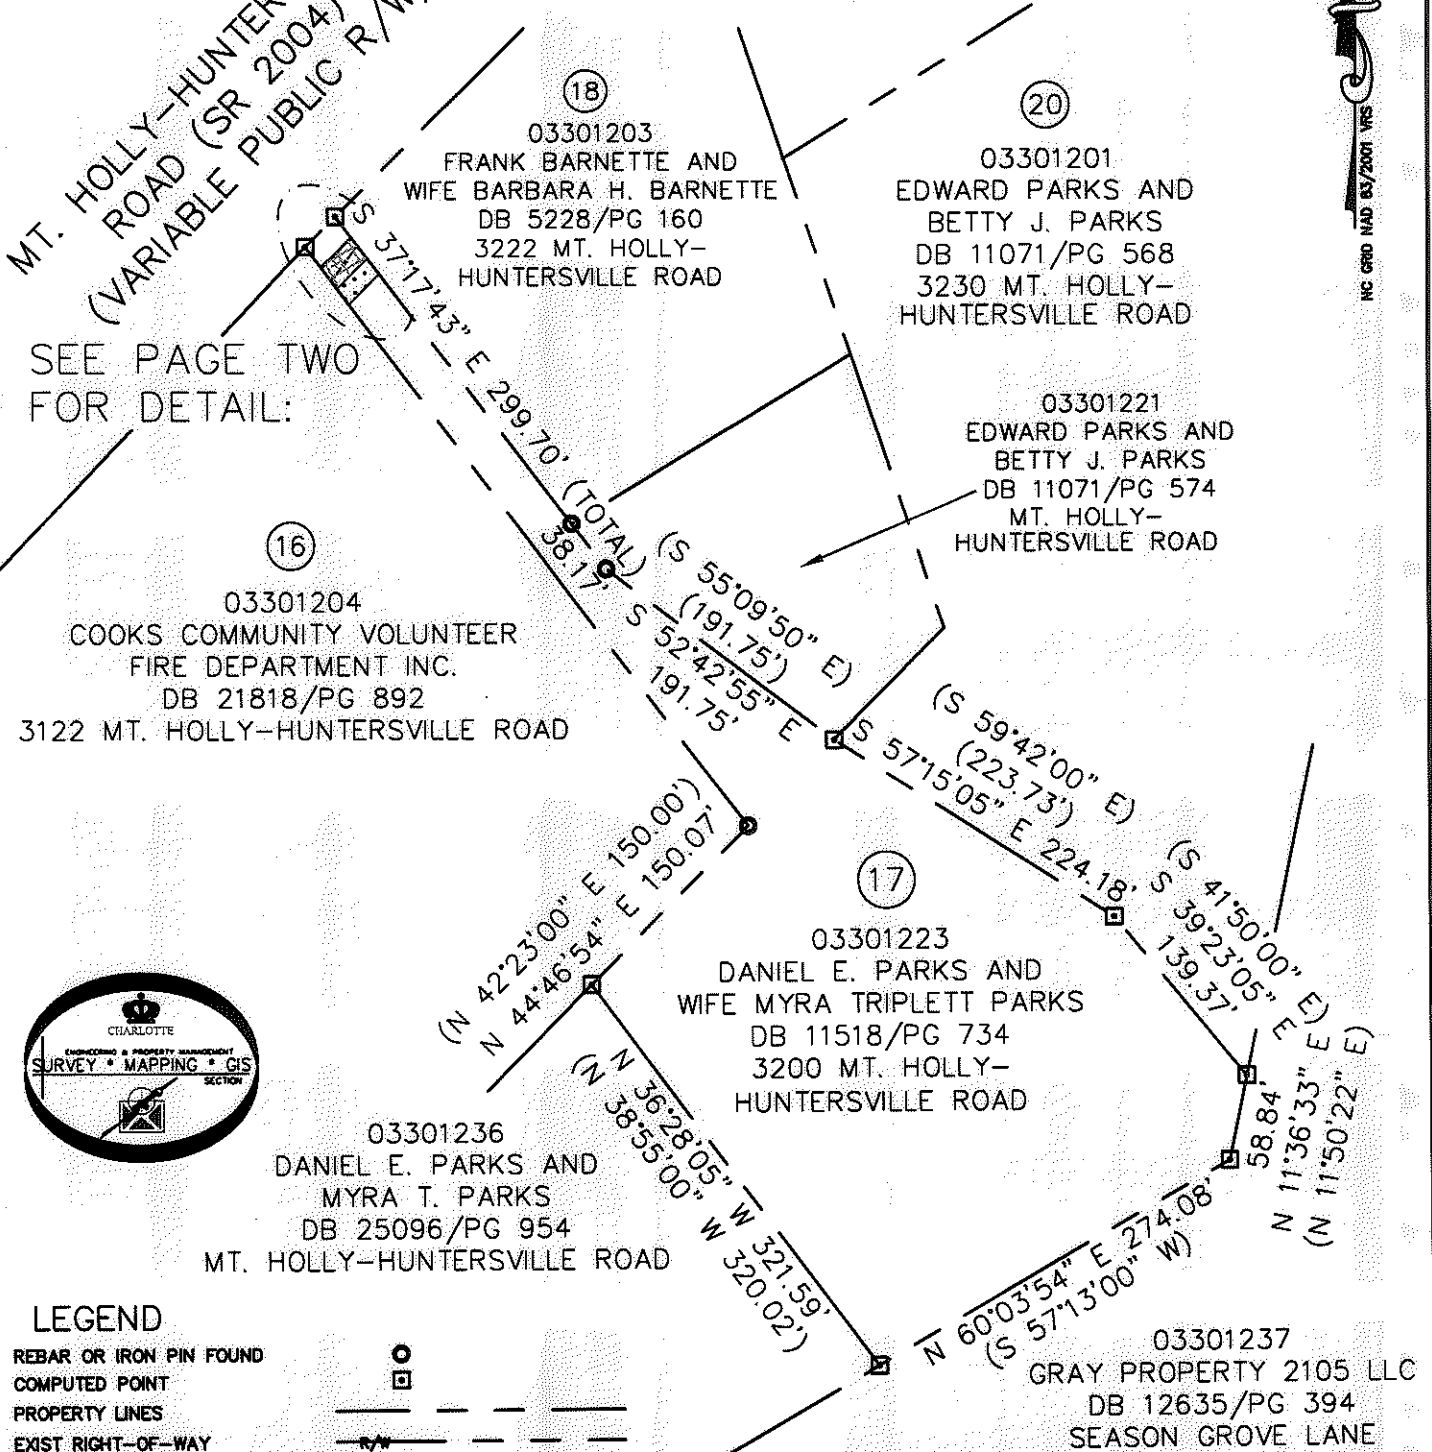 MT. HOLLY-HUNTER
ROAD (SR 2004)
(VARIABLE PUBLIC R/W
NC GRID NAD 83/2001 VRS
18
03301203
FRANK BARNETTE AND
WIFE BARBARA H. BARNETTE
DB 5228/PG 160
3222 MT. HOLLY-
HUNTERSVILLE ROAD
20
03301201
EDWARD PARKS AND
BETTY J. PARKS
DB 11071/PG 568
3230 MT. HOLLY-
HUNTERSVILLE ROAD
SEE PAGE TWO
FOR DETAIL:
S 37°17'43" E 299.70' (TOTAL)
38.17'
03301221
EDWARD PARKS AND
BETTY J. PARKS
DB 11071/PG 574
MT. HOLLY-
HUNTERSVILLE ROAD
16
03301204
COOKS COMMUNITY VOLUNTEER
FIRE DEPARTMENT INC.
DB 21818/PG 892
3122 MT. HOLLY-HUNTERSVILLE ROAD
(S 55°09'50" E)
(191.75')
S 52°42'55" E
191.75'
(S 59°42'00" E)
(223.73')
S 57°15'05" E 224.18'
(S 41°50'00" E)
S 39°23'05" E
139.37'
(N 42°23'00" E 150.00')
N 44°46'54" E 150.07'
17
03301223
DANIEL E. PARKS AND
WIFE MYRA TRIPLETT PARKS
DB 11518/PG 734
3200 MT. HOLLY-
HUNTERSVILLE ROAD
58.84'
N 11°36'33" E
(N 11°50'22" E)
CHARLOTTE
ENGINEERING & PROPERTY MANAGEMENT
SURVEY * MAPPING * GIS
SECTION
N 36°28'05" W 321.59'
(N 38°55'00" W 320.02')
03301236
DANIEL E. PARKS AND
MYRA T. PARKS
DB 25096/PG 954
MT. HOLLY-HUNTERSVILLE ROAD
N 60°03'54" E 274.08'
(S 57°13'00" W)
03301237
GRAY PROPERTY 2105 LLC
DB 12635/PG 394
SEASON GROVE LANE
LEGEND
REBAR OR IRON PIN FOUND
COMPUTED POINT
PROPERTY LINES
EXIST RIGHT-OF-WAY
R/W